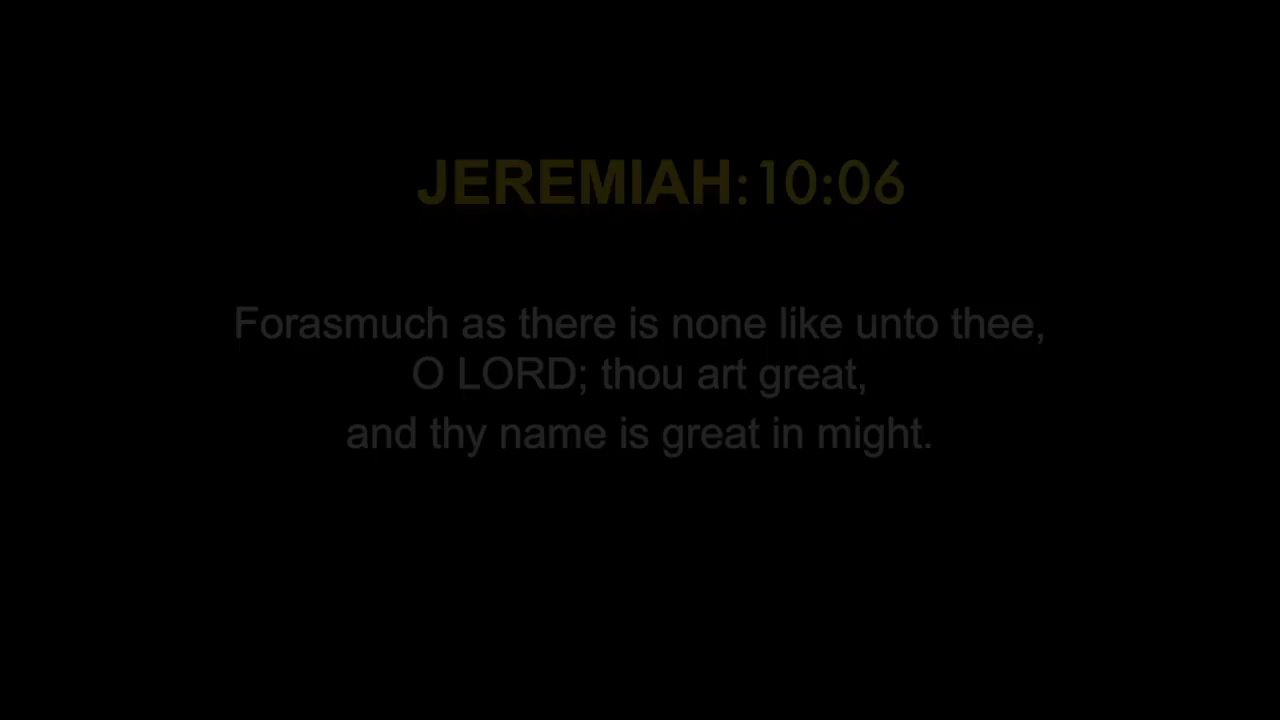 JEREMIAH:10:06
Forasmuch as there is none like unto thee,
O LORD; thou art great,
and thy name is great in might.